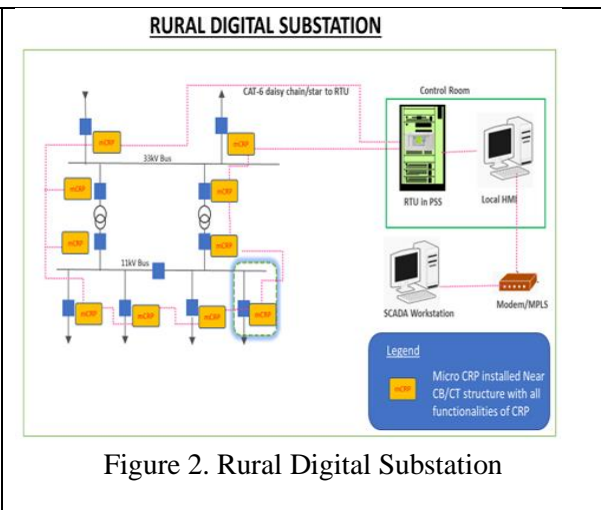 RURAL DIGITAL SUBSTATION
CAT-6 daisy chain/star to RTU
Control Room
mCRP
mCRP
33kV Bus
RTU in PSS
Local HMI
mCRP
mCRP
mCRP
mCRP
11kV Bus
SCADA Workstation
Modem/MPLS
mCRP
mCRP
mCRP
mCRP
Legend
mCRP
Micro CRP installed Near
CB/CT structure with all
functionalities of CRP
Figure 2. Rural Digital Substation